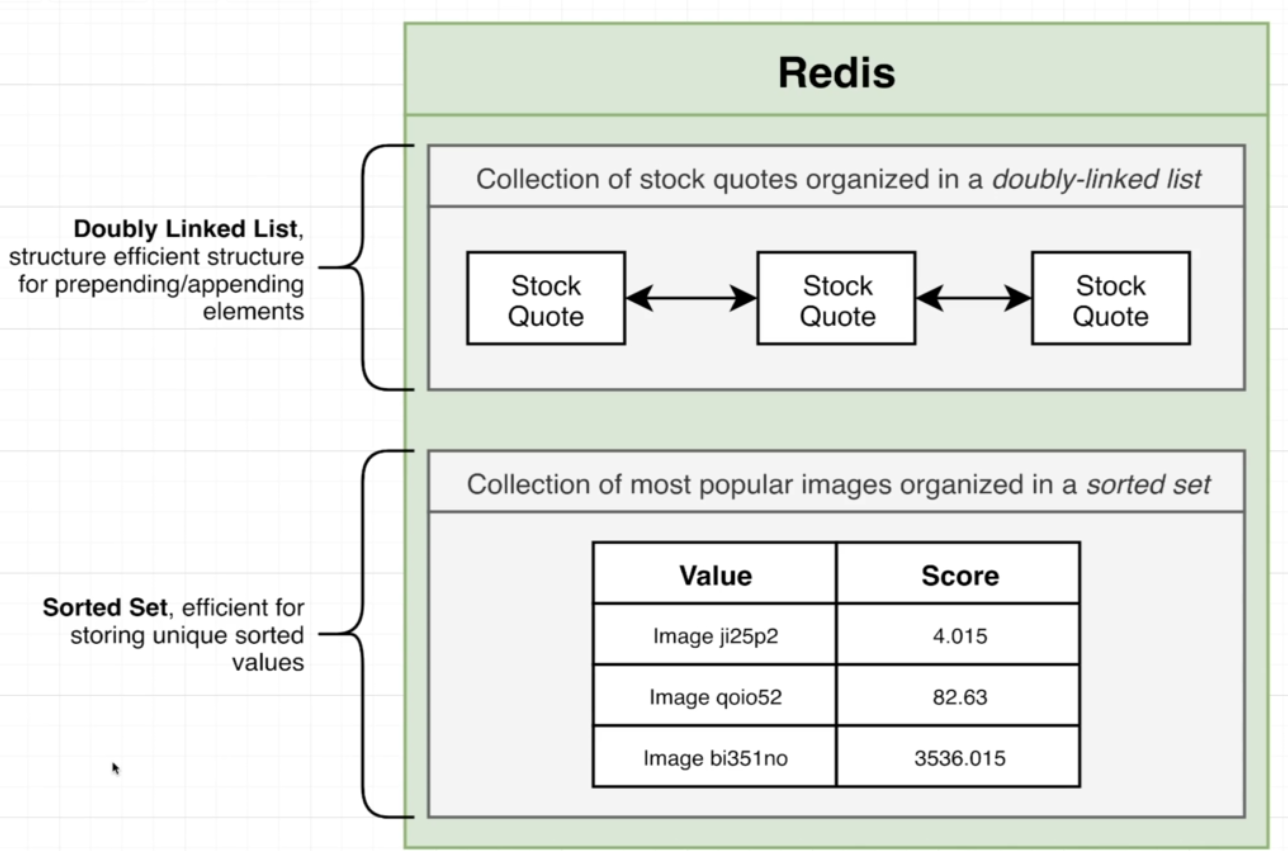 Redis
Collection of stock quotes organized in a doubly-linked list
Doubly Linked List,
structure efficient structure
for prepending/appending
elements
Stock
Quote
Stock
Quote
Stock
Quote
Collection of most popular images organized in a sorted set
Sorted Set, efficient for
storing unique sorted
values
Value Score
Image ji25p2 4.015
Image qoio52 82.63
Image bi351no 3536.015